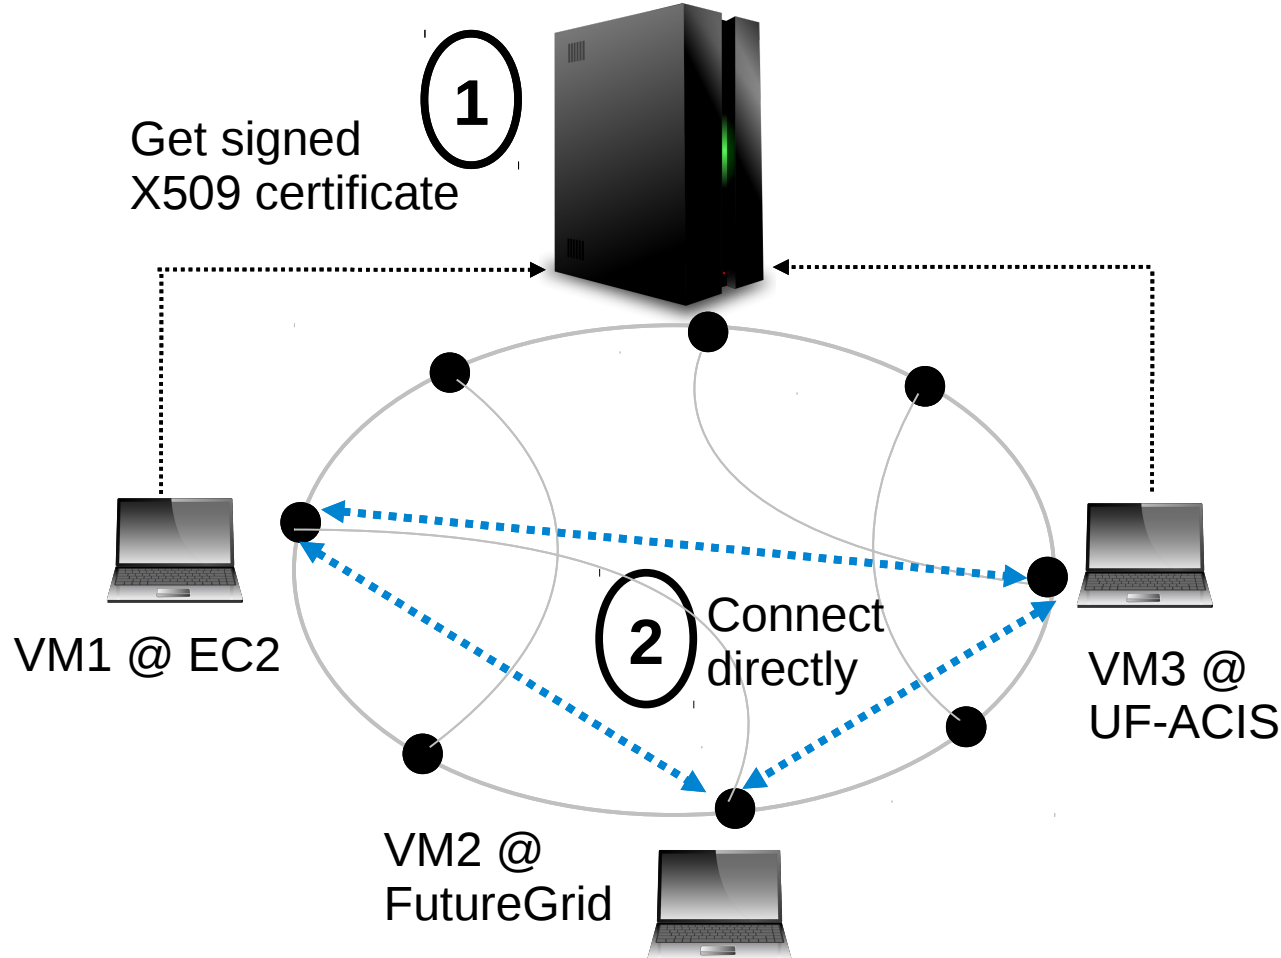 1
Get signed
X509 certificate
2
Connect
directly
VM1 @ EC2
VM3 @
UF-ACIS
VM2 @
FutureGrid